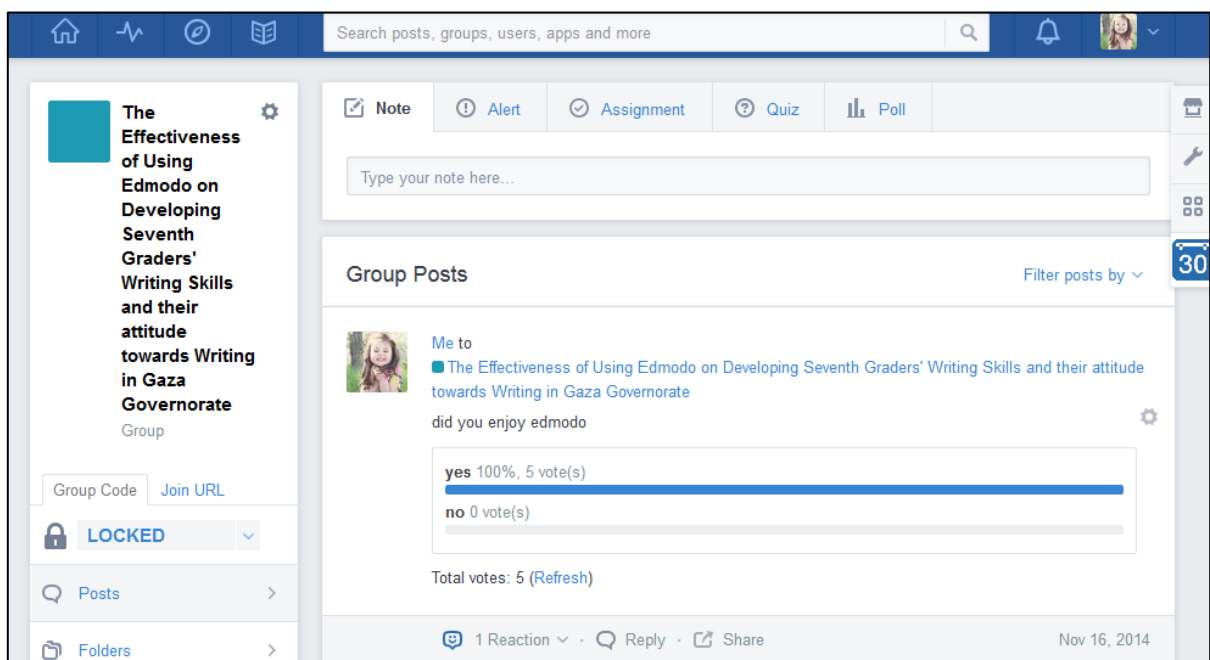 Search posts, groups, users, apps and more
The
Effectiveness
of Using
Edmodo on
Developing
Seventh
Graders'
Writing Skills
and their
attitude
towards Writing
in Gaza
Governorate
Group
Group Code Join URL
LOCKED
Posts
Folders
Note Alert Assignment Quiz Poll
Type your note here...
Group Posts Filter posts by
Me to
The Effectiveness of Using Edmodo on Developing Seventh Graders' Writing Skills and their attitude
towards Writing in Gaza Governorate
did you enjoy edmodo
yes 100%, 5 vote(s)
no 0 vote(s)
Total votes: 5 (Refresh)
1 Reaction · Reply · Share Nov 16, 2014
30